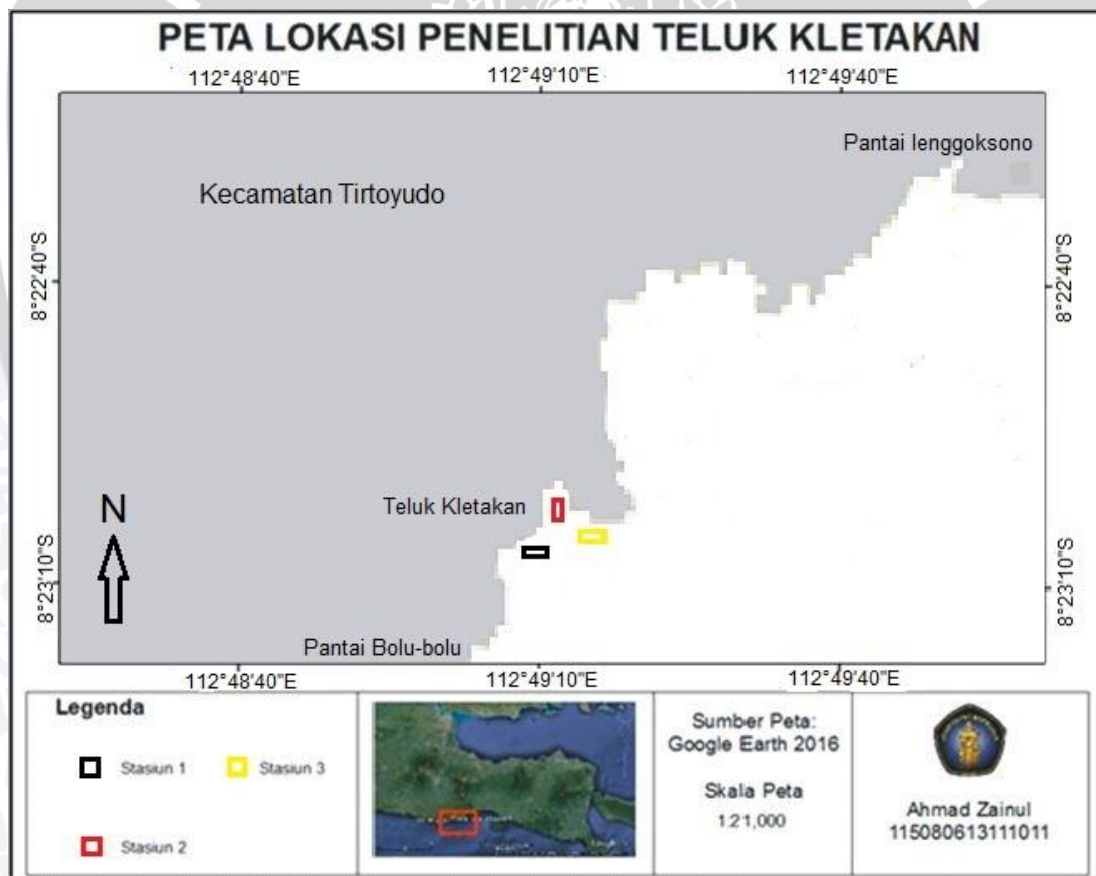 PETA LOKASI PENELITIAN TELUK KLETAKAN
112°48'40"E
112°49'10"E
112°49'40"E
Pantai lenggoksono
Kecamatan Tirtoyudo
8°22'40"S
8°22'40"S
Teluk Kletakan
N
8°23'10"S
8°23'10"S
Pantai Bolu-bolu
112°48'40"E
112°49'10"E
112°49'40"E
Legenda
Stasiun 1
Stasiun 3
Stasiun 2
Sumber Peta:
Google Earth 2016
Skala Peta
1:21,000
Ahmad Zainul
115080613111011